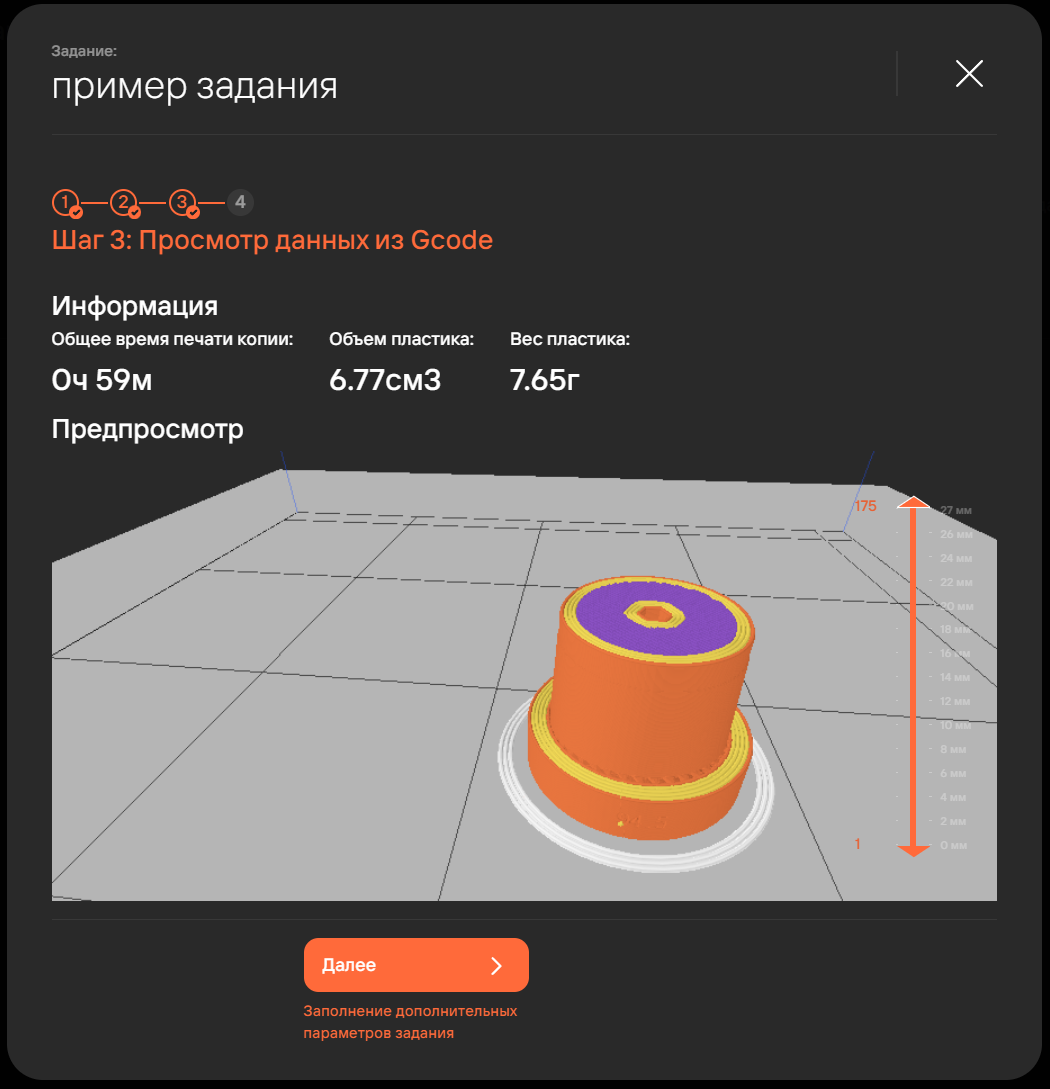 Задание:
пример задания
1 2 3 4
Шаг 3: Просмотр данных из Gcode
Информация
Общее время печати копии: Объем пластика: Вес пластика:
0ч 59м 6.77см3 7.65г
Предпросмотр
175 27 мм
26 мм
24 мм
22 мм
20 мм
18 мм
16 мм
14 мм
12 мм
10 мм
8 мм
6 мм
4 мм
2 мм
1 0 мм
Далее
Заполнение дополнительных
параметров задания